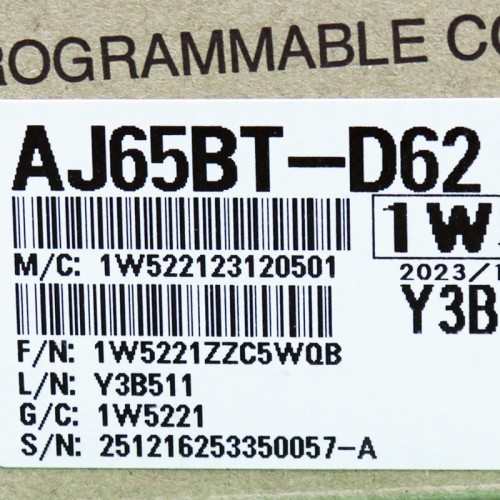 ROGRAMMABLE CO
AJ65BT-D62
1W
M/C: 1W522123120501
2023/1
Y3B
F/N: 1W5221ZZC5WQB
L/N: Y3B511
G/C: 1W5221
S/N: 251216253350057-A